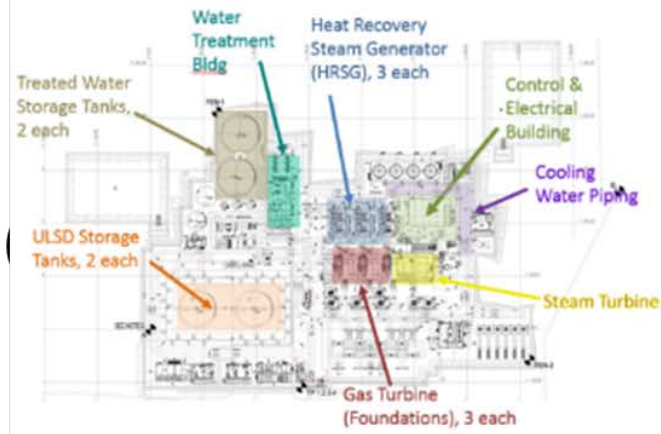 Water
Treatment
Bldg
Heat Recovery
Steam Generator
(HRSG), 3 each
Treated Water
Storage Tanks,
2 each
Control &
Electrical
Building
Cooling
Water Piping
ULSD Storage
Tanks, 2 each
Steam Turbine
Gas Turbine
(Foundations), 3 each